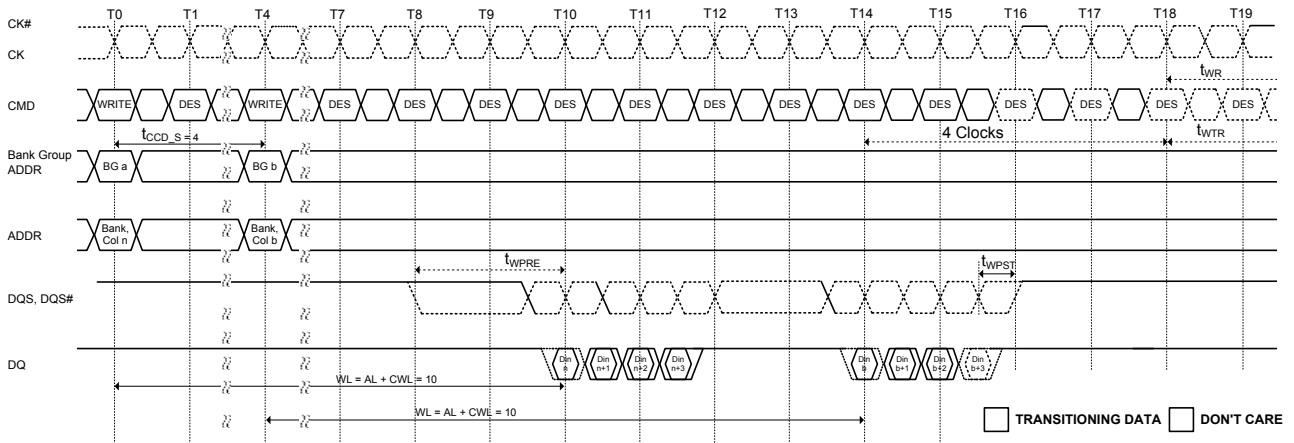 T0 T1 T4 T7 T8 T9 T10 T11 T12 T13 T14 T15 T16 T17 T18 T19
CK#
CK
tWR
CMD WRITE DES WRITE DES DES DES DES DES DES DES DES DES DES DES DES DES
tCCD_S = 4
4 Clocks
tWTR
Bank Group
ADDR
BG a BG b
ADDR
Bank, Col n
Bank, Col b
tWPRE
tWPST
DQS, DQS#
DQ
Din n
Din n+1
Din n+2
Din n+3
Din b
Din b+1
Din b+2
Din b+3
WL = AL + CWL = 10
WL = AL + CWL = 10
TRANSITIONING DATA DON'T CARE